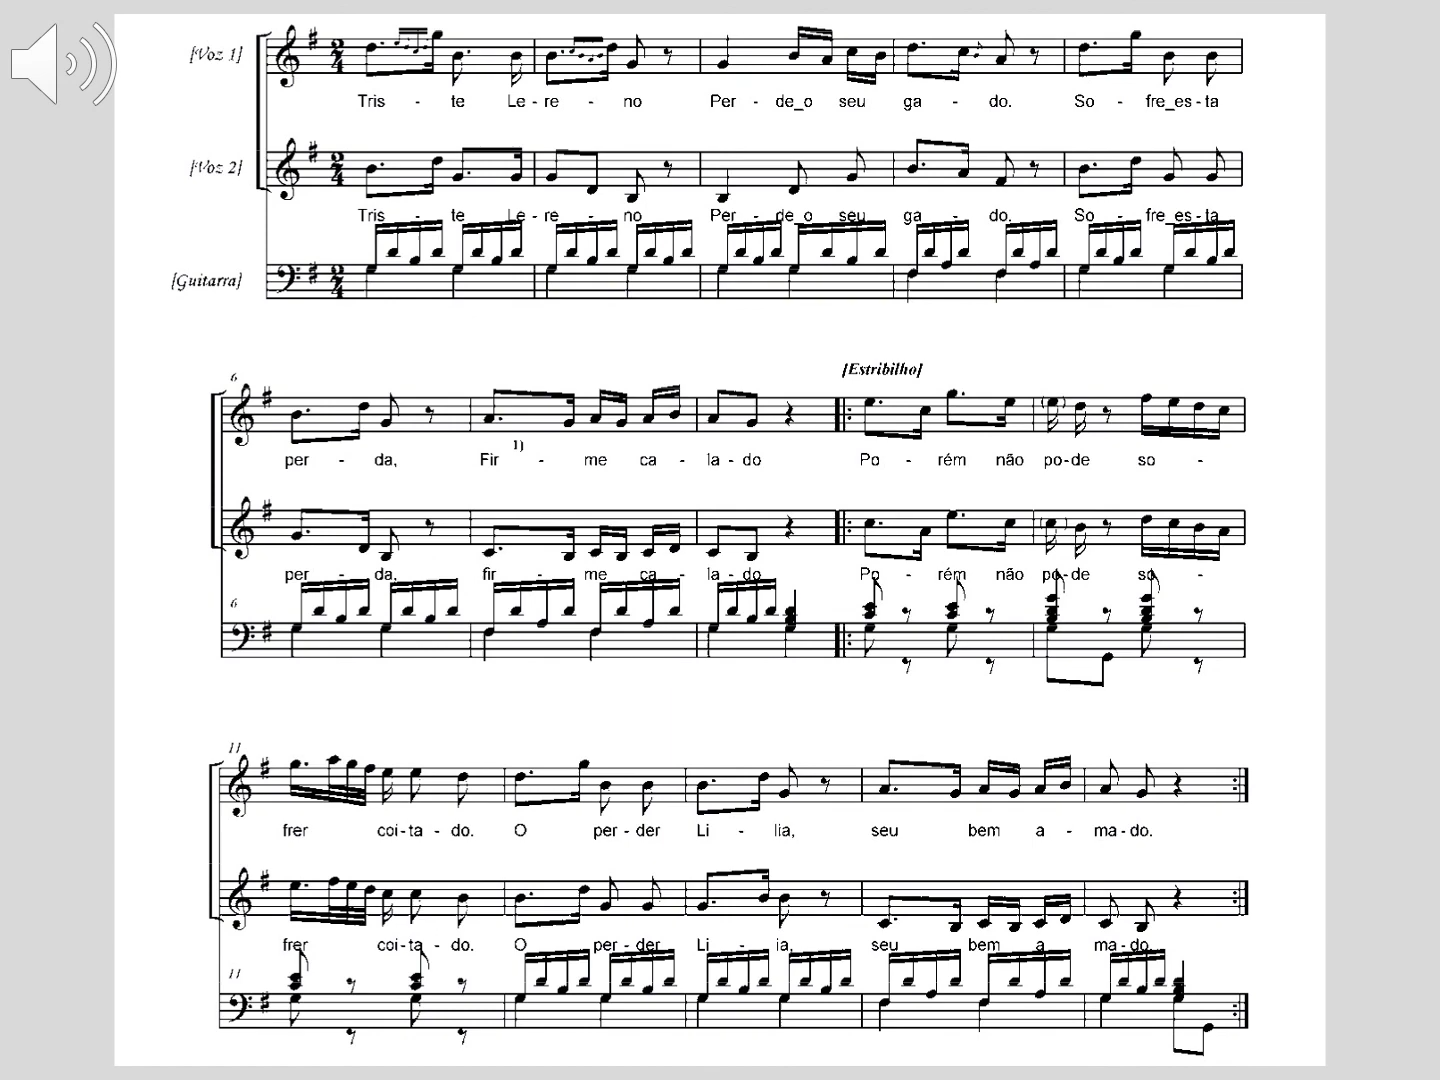 [Voz 1]
Tris - te Le - re - no Per - de_o seu ga - do. So - fre_es - ta
[Voz 2]
Tris - te Le - re - no Per - de_o seu ga - do. So - fre_es - ta
[Guitarra]
[Estribilho]
6
1)
per - da, Fir - me ca - la - do Po - rém não po - de so -
per - da, fir - me ca - la - do Po - rém não po - de so -
6
11
frer coi - ta - do. O per - der Li - lia, seu bem a - ma - do.
frer coi - ta - do. O per - der Li - ia, seu bem a ma - do.
11